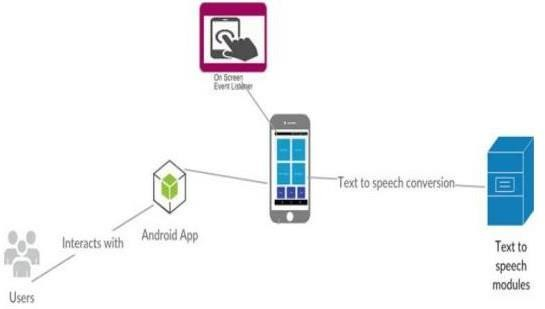 On Screen
Event Listener
Text to speech conversion
Android App
Interacts with
Users
Text to
speech
modules